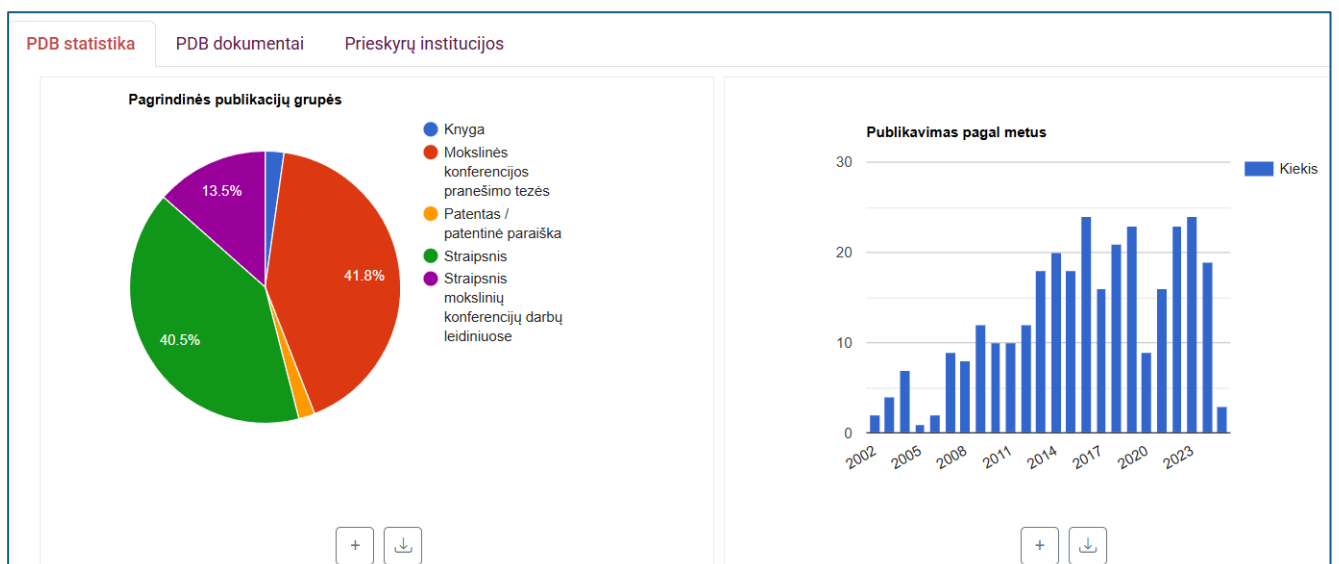 PDB statistika
PDB dokumentai
Prieskyrų institucijos
Pagrindinės publikacijų grupės
13.5%
41.8%
40.5%
Knyga
Mokslinės
konferencijos
pranešimo tezės
Patentas /
patentinė paraiška
Straipsnis
Straipsnis
mokslinių
konferencijų darbų
leidiniuose
+
Publikavimas pagal metus
30
20
10
0
2002
2005
2008
2011
2014
2017
2020
2023
Kiekis
+